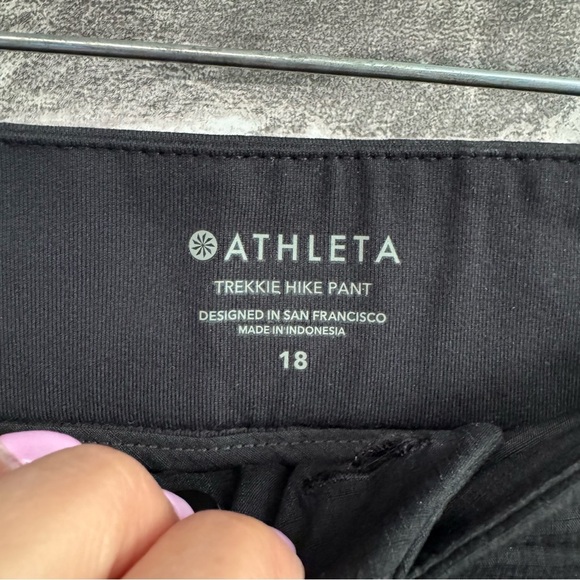 ATHLETA
TREKKIE HIKE PANT
DESIGNED IN SAN FRANCISCO
MADE IN INDONESIA
18